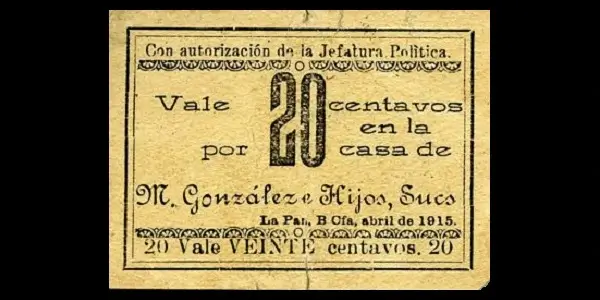 Con autorización de la Jefatura Politica.
Vale 20 centavos
en la
por casa de
M. González e Hijos, Sucs
La Paz, B Cfa, abril de 1915.
20 Vale VEINTE centavos. 20